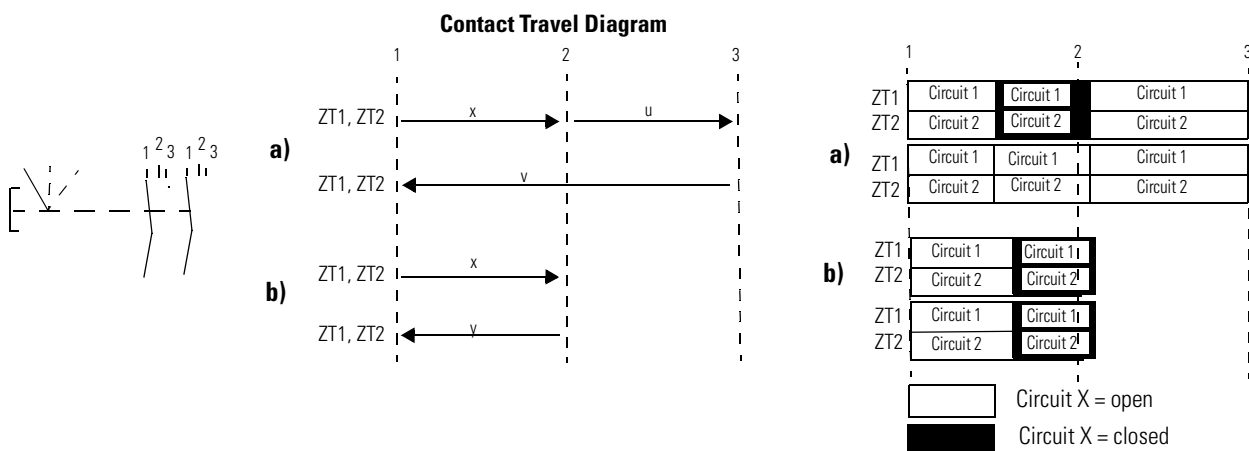 Contact Travel Diagram
1 2 3
1 2 3
ZT1, ZT2 x u
a)
ZT1, ZT2 v
ZT1, ZT2 x
b)
ZT1, ZT2 v
1 2 3 1 2 3
ZT1 Circuit 1 Circuit 1 Circuit 1
ZT2 Circuit 2 Circuit 2 Circuit 2
a)
ZT1 Circuit 1 Circuit 1 Circuit 1
ZT2 Circuit 2 Circuit 2 Circuit 2
ZT1 Circuit 1 Circuit 1
b)
ZT2 Circuit 2 Circuit 2
ZT1 Circuit 1 Circuit 1
ZT2 Circuit 2 Circuit 2
Circuit X = open
Circuit X = closed